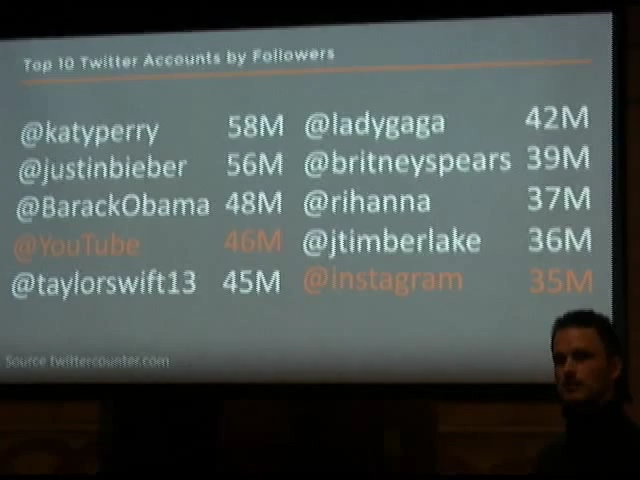 Top 10 Twitter Accounts by Followers
@katyperry 58M
@justinbieber 56M
@BarackObama 48M
@YouTube 46M
@taylorswift13 45M
@ladygaga 42M
@britneyspears 39M
@rihanna 37M
@jtimberlake 36M
@instagram 35M
Source twittercounter.com